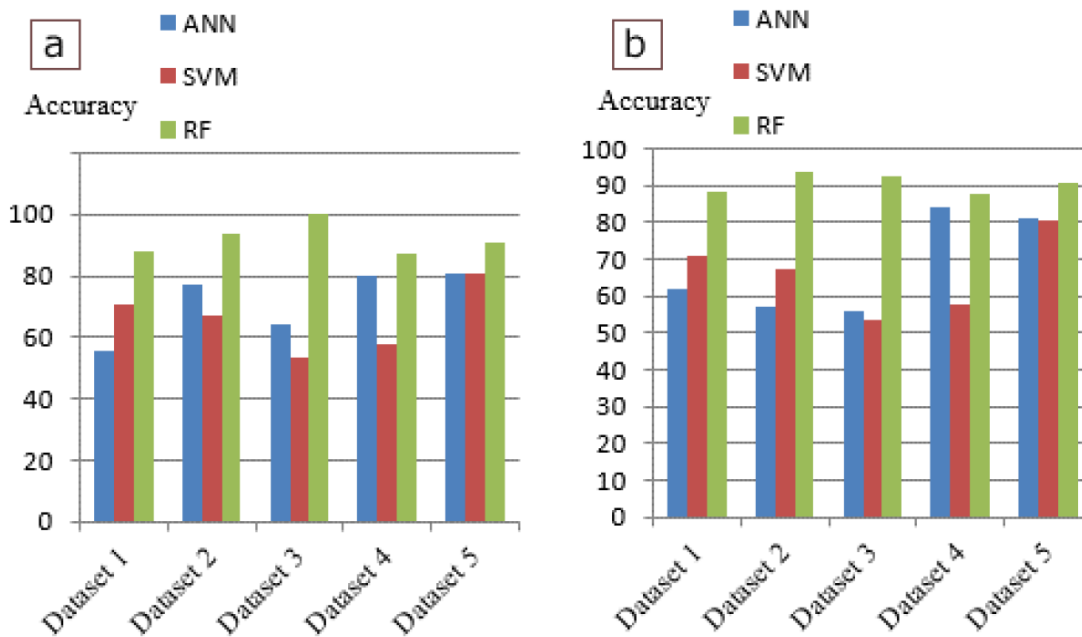 a
ANN
SVM
RF
Accuracy
100
80
60
40
20
0
Dataset 1
Dataset 2
Dataset 3
Dataset 4
Dataset 5
b
ANN
SVM
RF
Accuracy
100
90
80
70
60
50
40
30
20
10
0
Dataset 1
Dataset 2
Dataset 3
Dataset 4
Dataset 5